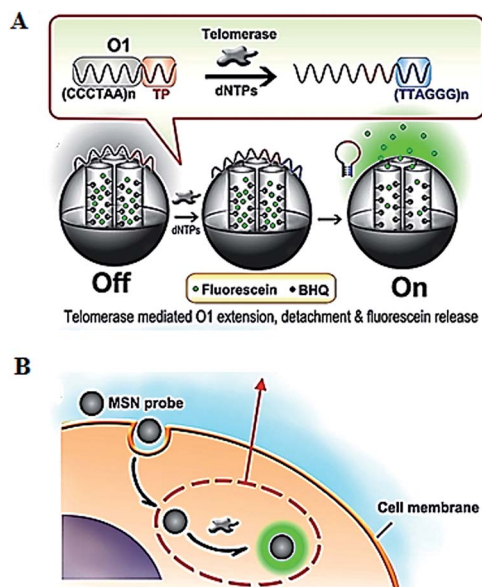 A
O1
Telomerase
dNTPs
(CCCTAA)n TP
(TTAGGG)n
dNTPs
Off
On
Fluorescein BHQ
Telomerase mediated O1 extension, detachment & fluorescein release
B
MSN probe
Cell membrane